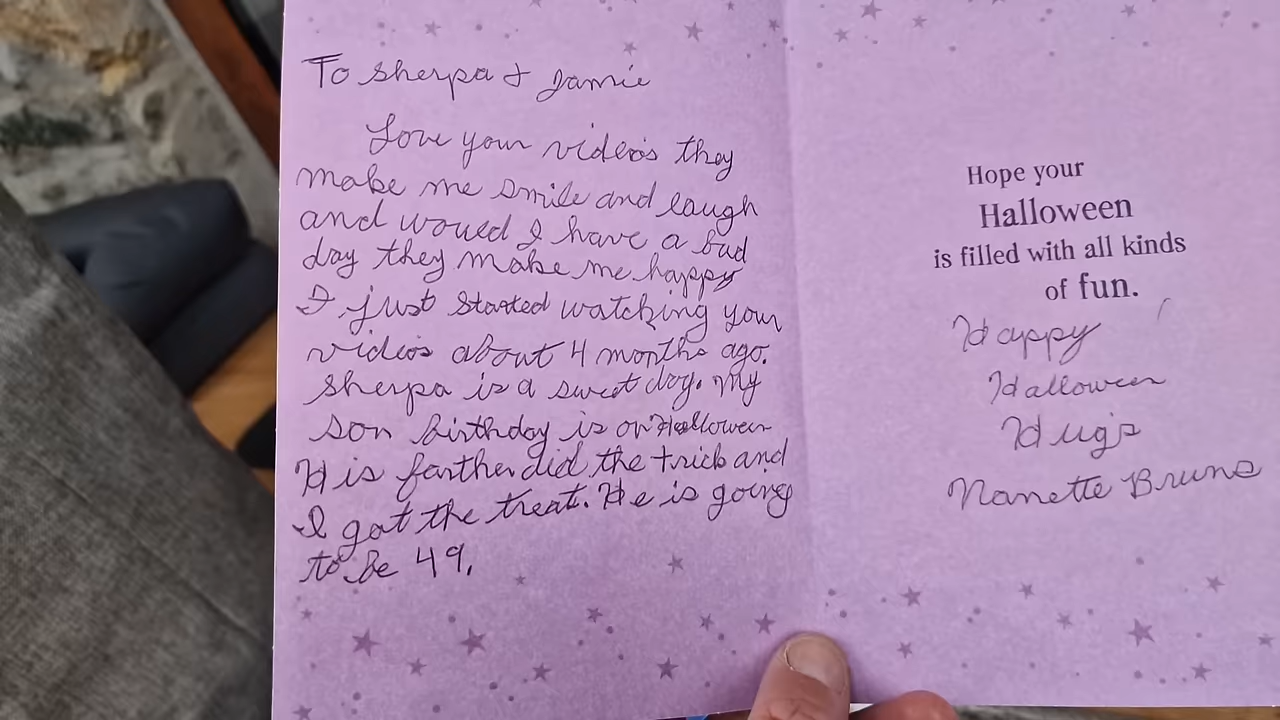 To Sherpa & Jamie
Love your videos they
make me smile and laugh
and would I have a bad
day they make me happy
I just started watching your
videos about 4 months ago.
Sherpa is a sweet dog. My
son birthday is on Halloween
His farther did the trick and
I got the treat. He is going
to be 49.
Hope your
Halloween
is filled with all kinds
of fun.
Happy
Halloween
Hugs
Nanette Bruns